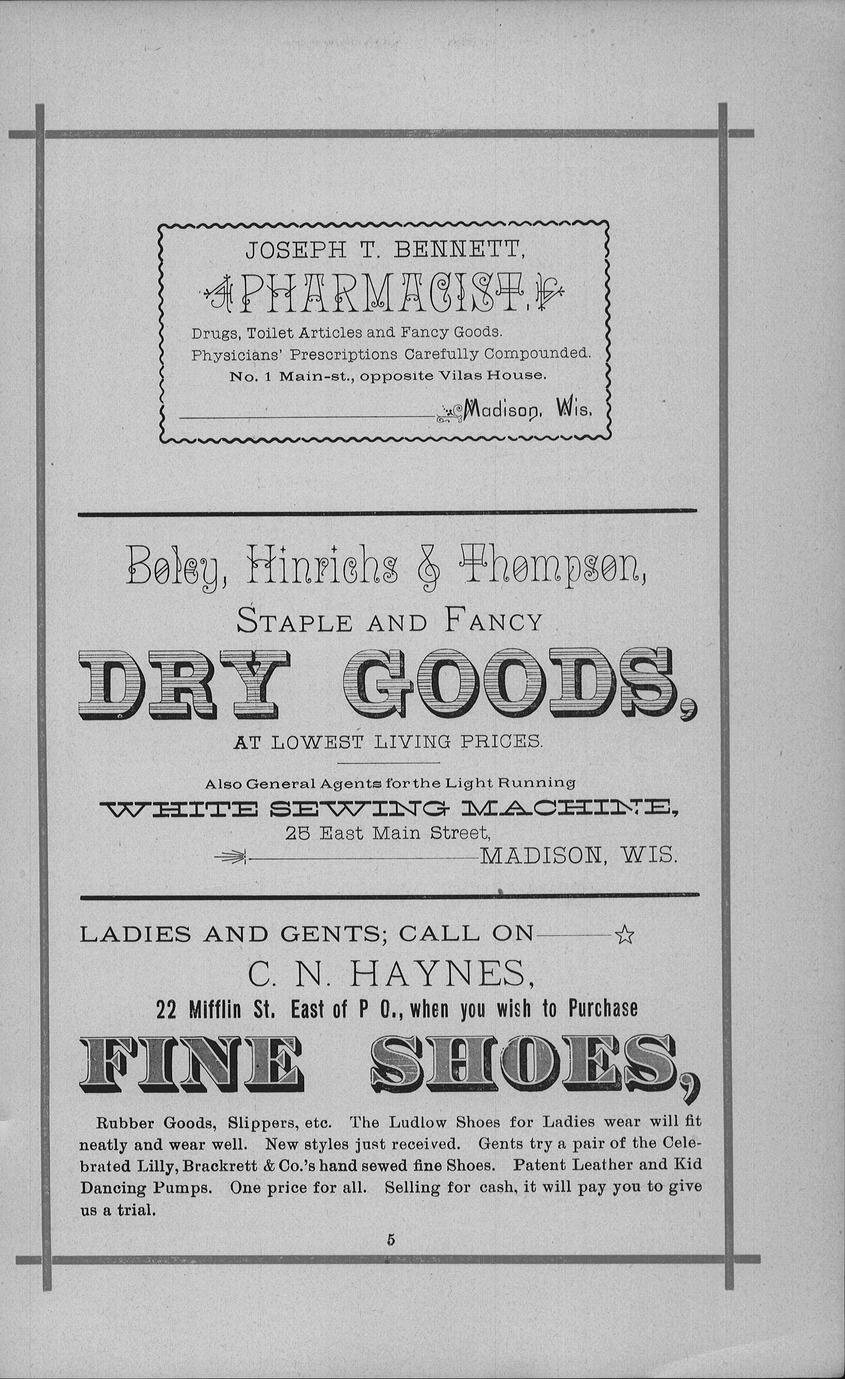 JOSEPH T. BENNETT,
PHARMACIST,
Drugs, Toilet Articles and Fancy Goods.
Physicians' Prescriptions Carefully Compounded.
No. 1 Main-st., opposite Vilas House.
Madison, Wis.
Boley, Hinrichs & Thompson,
STAPLE AND FANCY
DRY GOODS,
AT LOWEST LIVING PRICES.
Also General Agents for the Light Running
WHITE SEWING MACHINE,
25 East Main Street,
MADISON, WIS.
LADIES AND GENTS; CALL ON
C. N. HAYNES,
22 Mifflin St. East of P O., when you wish to Purchase
FINE SHOES,
Rubber Goods, Slippers, etc. The Ludlow Shoes for Ladies wear will fit
neatly and wear well. New styles just received. Gents try a pair of the Cele-
brated Lilly, Brackrett & Co.'s hand sewed fine Shoes. Patent Leather and Kid
Dancing Pumps. One price for all. Selling for cash, it will pay you to give
us a trial.
5